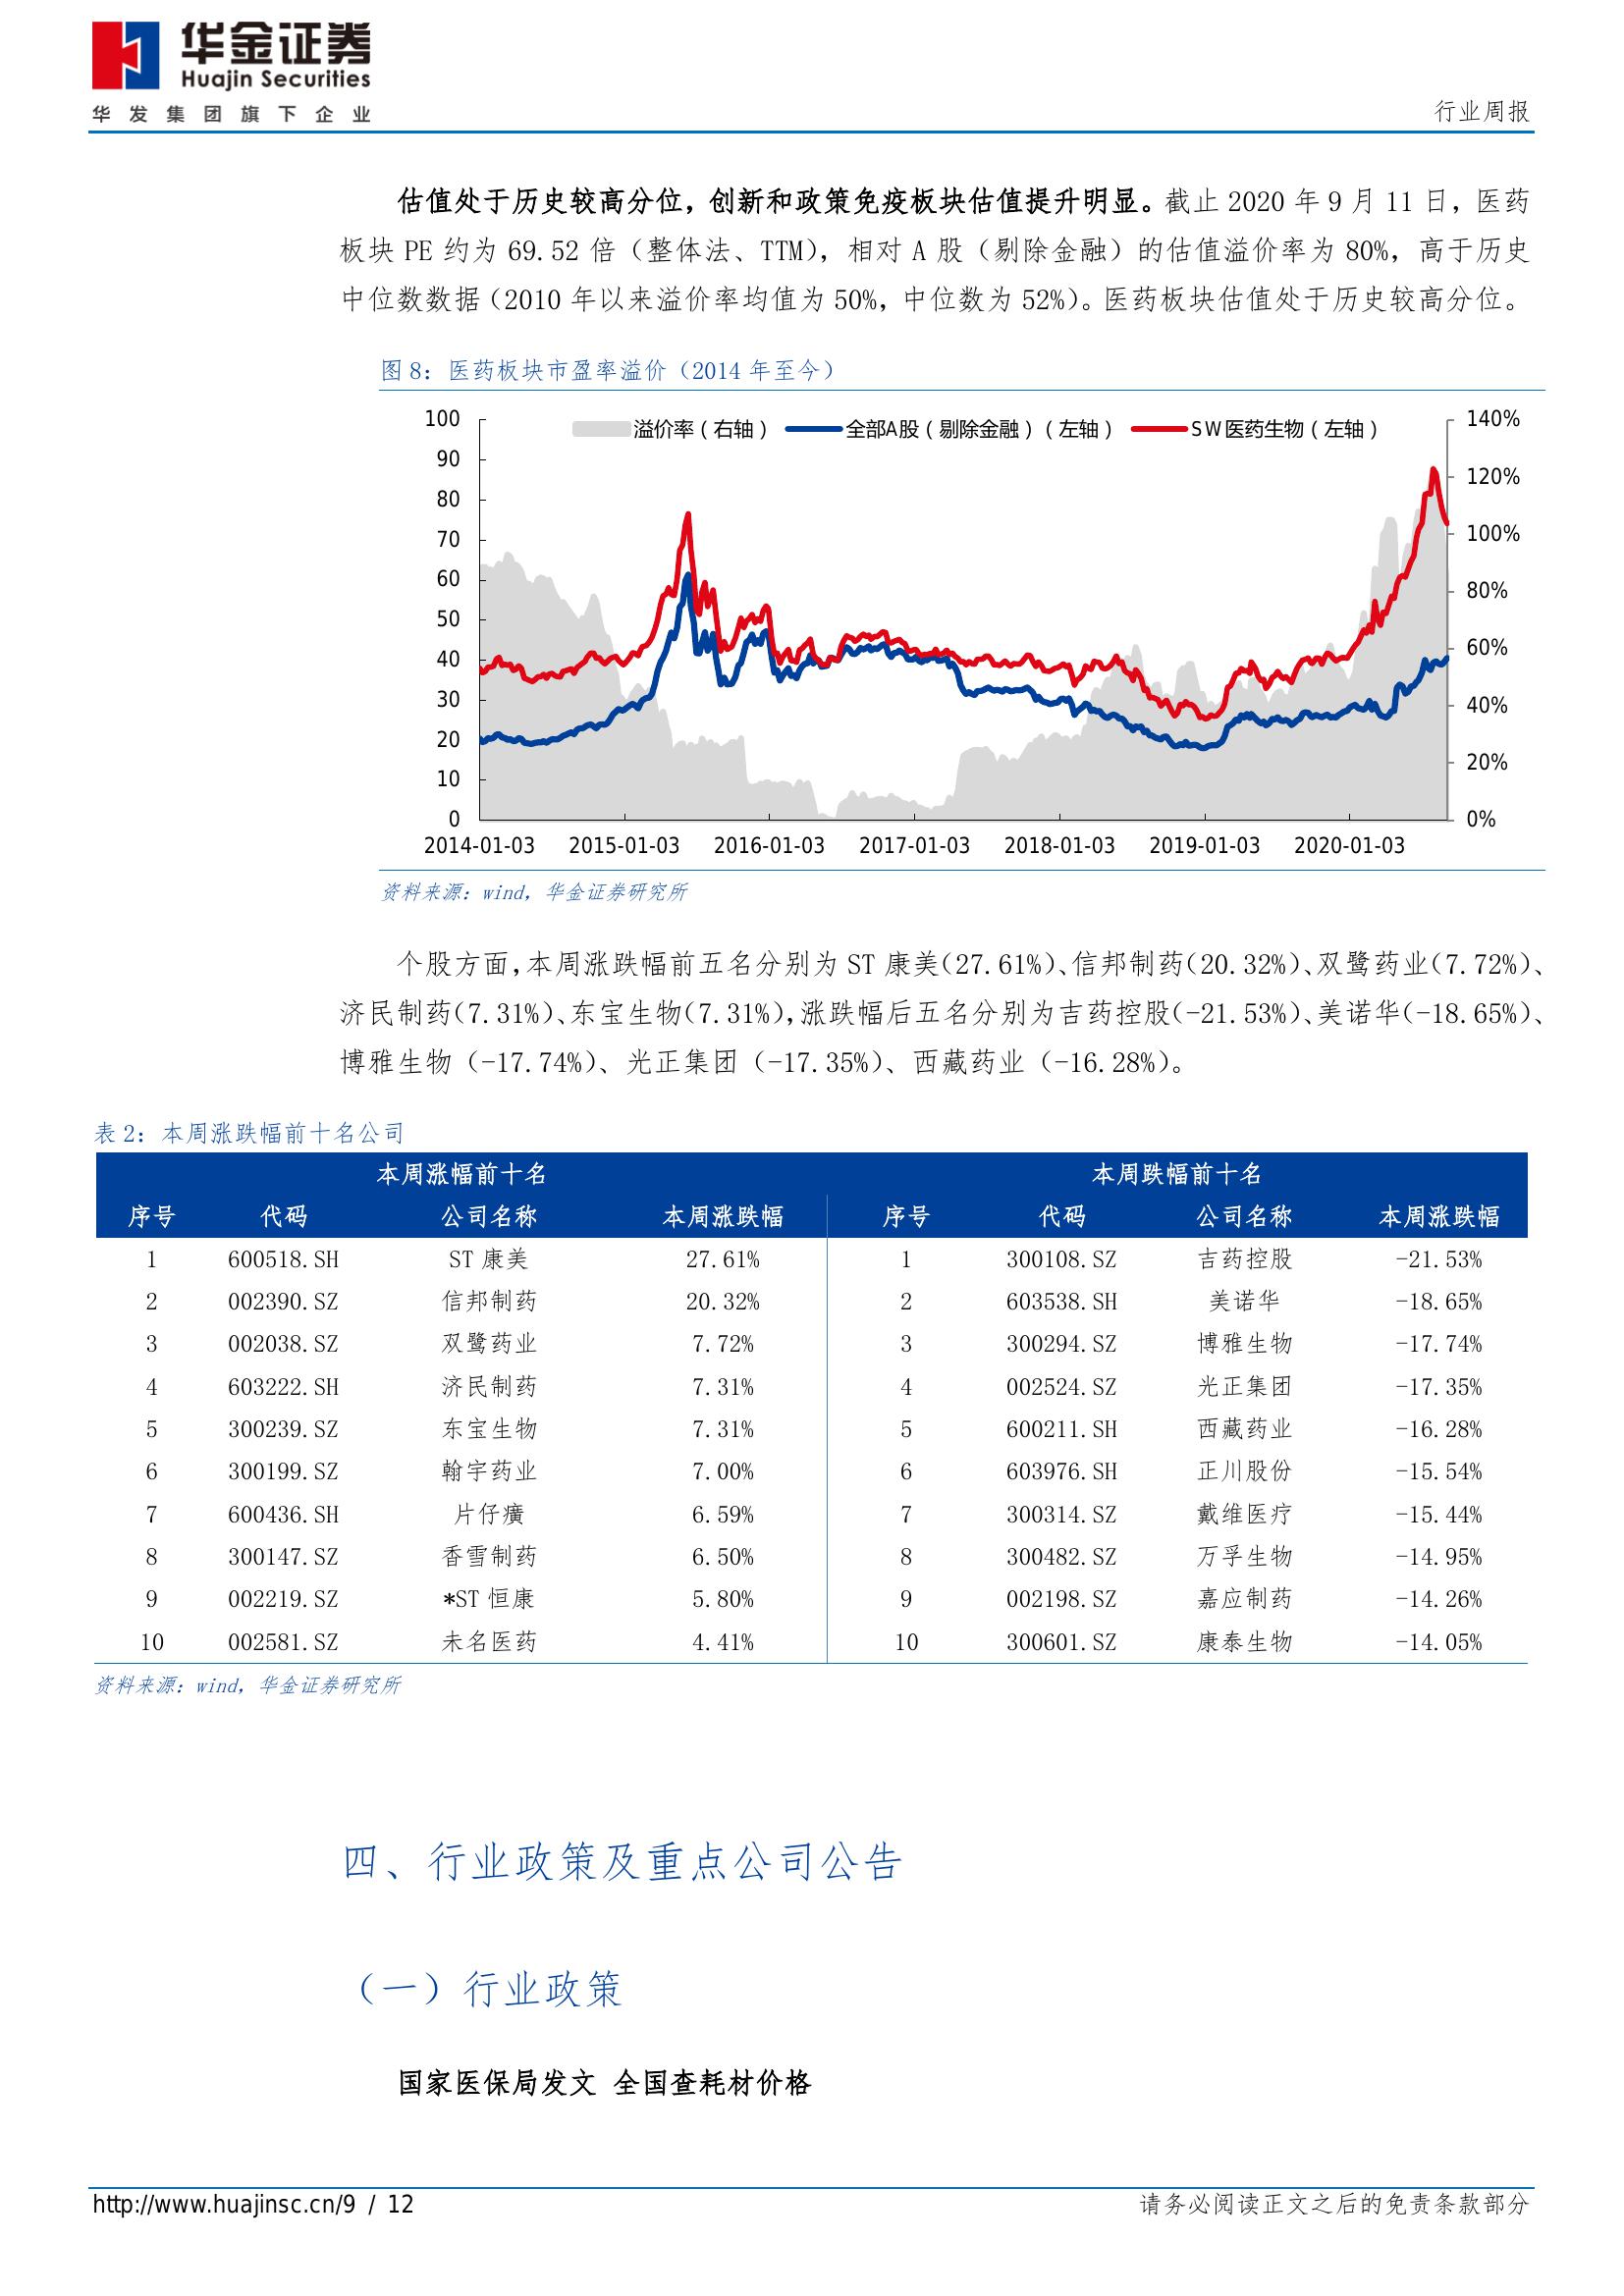 华金证券
Huajin Securities
华发集团旗下企业
行业周报
估值处于历史较高分位，创新和政策免疫板块估值提升明显。截止 2020 年 9 月 11 日，医药
板块 PE 约为 69.52 倍（整体法、TTM），相对 A 股（剔除金融）的估值溢价率为 80%，高于历史
中位数数据（2010 年以来溢价率均值为 50%，中位数为 52%）。医药板块估值处于历史较高分位。
图 8：医药板块市盈率溢价（2014 年至今）
溢价率（右轴） 全部A股（剔除金融）（左轴） SW医药生物（左轴）
100 140%
90
80 120%
70 100%
60 80%
50
40 60%
30 40%
20 20%
10
0 0%
2014-01-03 2015-01-03 2016-01-03 2017-01-03 2018-01-03 2019-01-03 2020-01-03
资料来源：wind，华金证券研究所
个股方面，本周涨跌幅前五名分别为 ST 康美（27.61%）、信邦制药（20.32%）、双鹭药业（7.72%）、
济民制药（7.31%）、东宝生物（7.31%），涨跌幅后五名分别为吉药控股（-21.53%）、美诺华（-18.65%）、
博雅生物（-17.74%）、光正集团（-17.35%）、西藏药业（-16.28%）。
表 2：本周涨跌幅前十名公司
本周涨幅前十名 本周跌幅前十名
序号 代码 公司名称 本周涨跌幅 序号 代码 公司名称 本周涨跌幅
1 600518.SH ST 康美 27.61% 1 300108.SZ 吉药控股 -21.53%
2 002390.SZ 信邦制药 20.32% 2 603538.SH 美诺华 -18.65%
3 002038.SZ 双鹭药业 7.72% 3 300294.SZ 博雅生物 -17.74%
4 603222.SH 济民制药 7.31% 4 002524.SZ 光正集团 -17.35%
5 300239.SZ 东宝生物 7.31% 5 600211.SH 西藏药业 -16.28%
6 300199.SZ 翰宇药业 7.00% 6 603976.SH 正川股份 -15.54%
7 600436.SH 片仔癀 6.59% 7 300314.SZ 戴维医疗 -15.44%
8 300147.SZ 香雪制药 6.50% 8 300482.SZ 万孚生物 -14.95%
9 002219.SZ *ST 恒康 5.80% 9 002198.SZ 嘉应制药 -14.26%
10 002581.SZ 未名医药 4.41% 10 300601.SZ 康泰生物 -14.05%
资料来源：wind，华金证券研究所
四、行业政策及重点公司公告
（一）行业政策
国家医保局发文 全国查耗材价格
http://www.huajinsc.cn/9 / 12 请务必阅读正文之后的免责条款部分